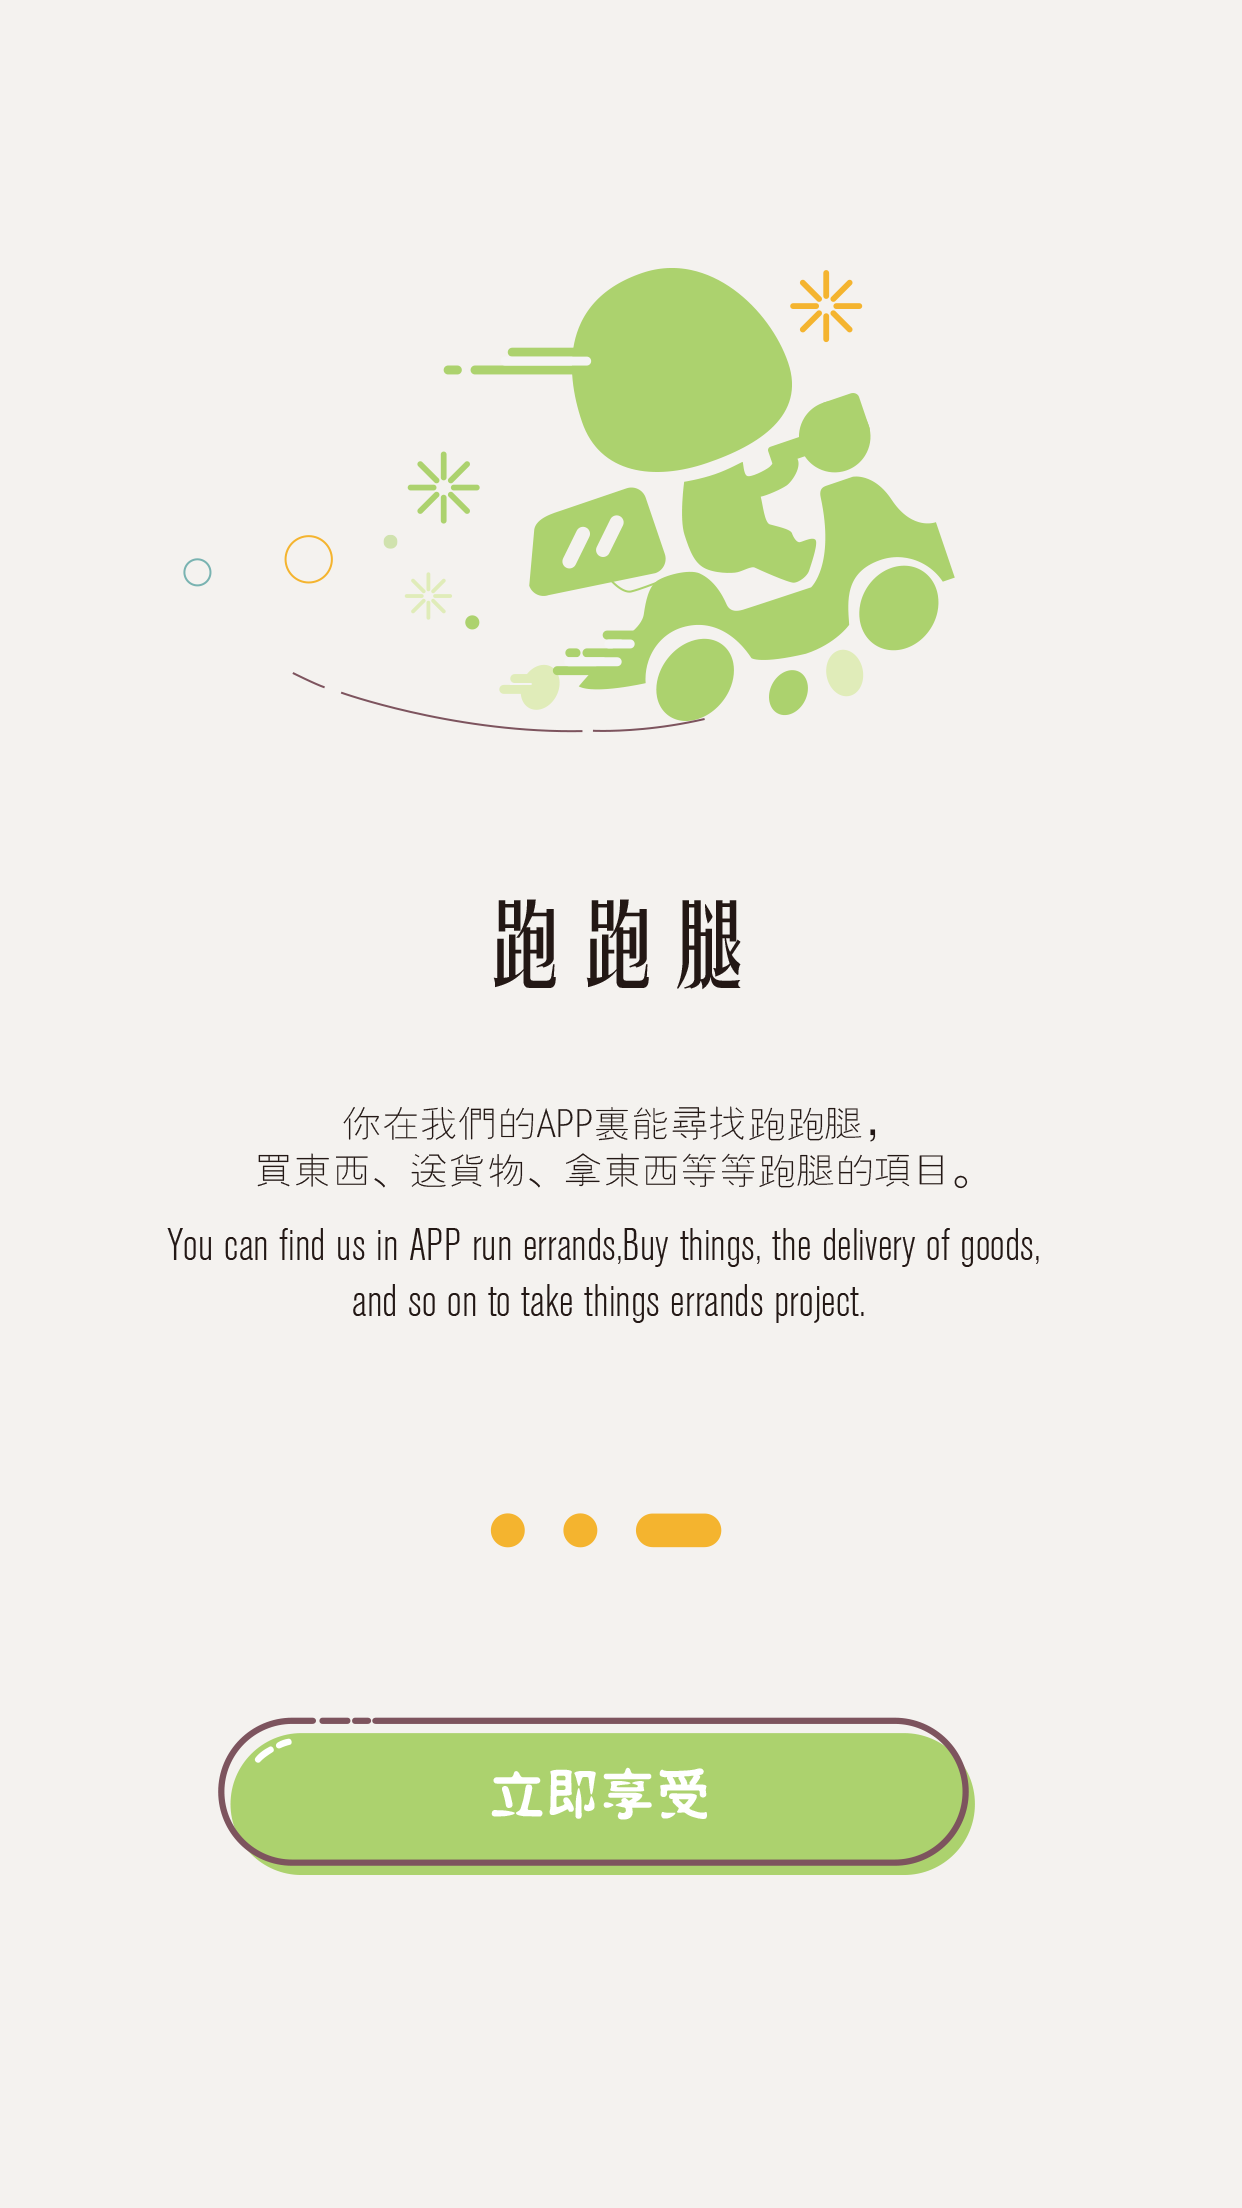 跑跑腿
你在我們的APP裏能尋找跑跑腿，
買東西、送貨物、拿東西等等跑腿的項目。
You can find us in APP run errands,Buy things, the delivery of goods,
and so on to take things errands project.
立即享受